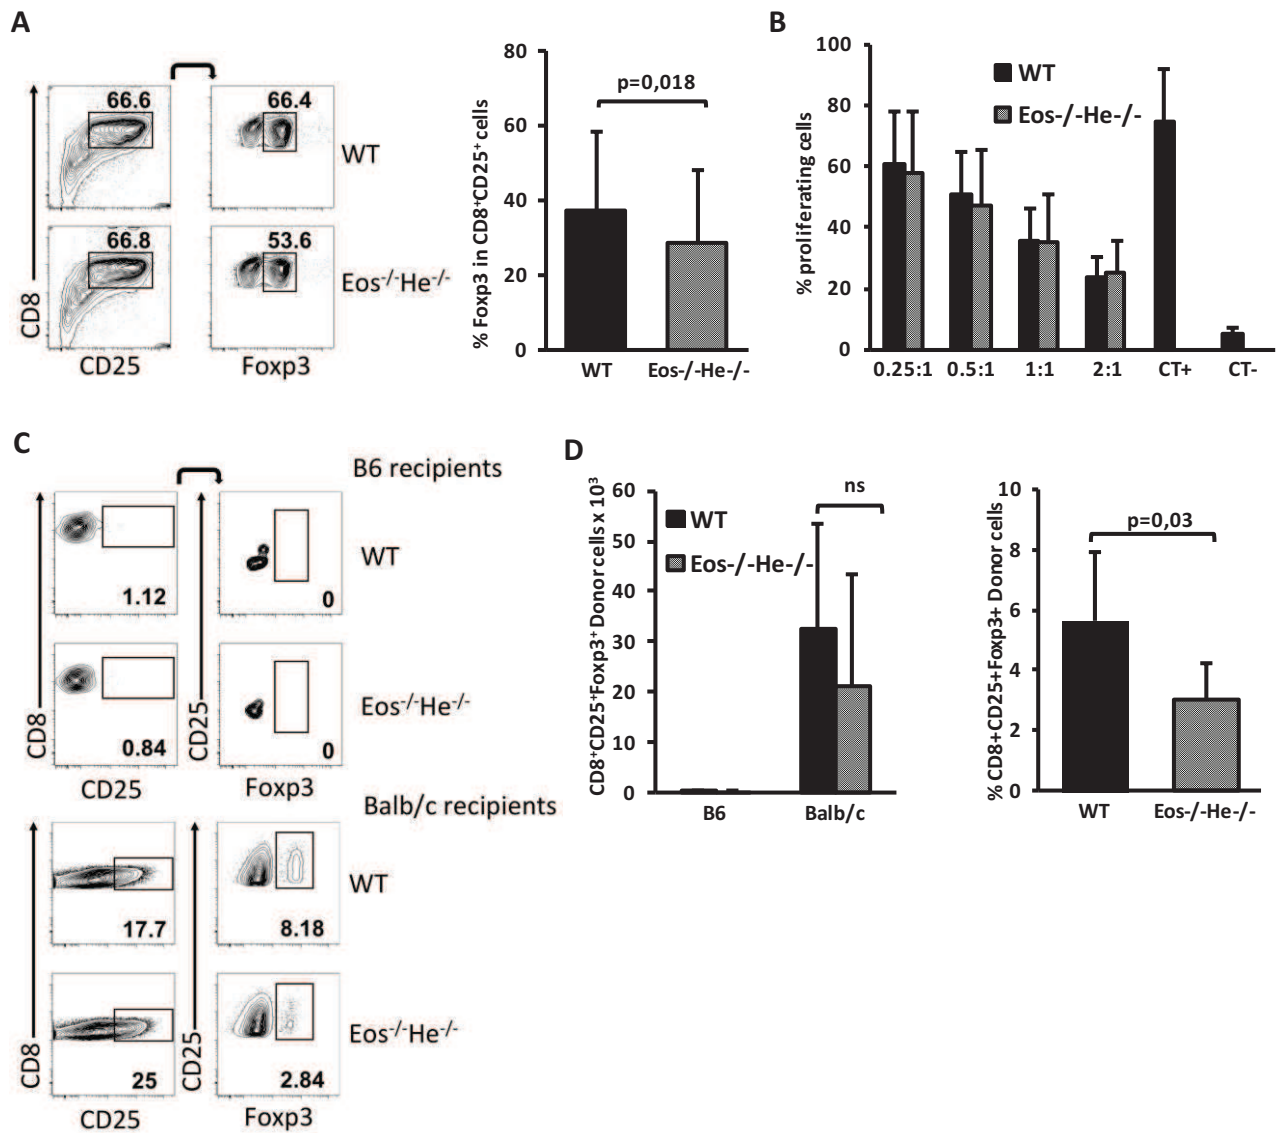 A
66.6
66.4
WT
66.8
53.6
Eos-/-He-/-
CD8
CD25
Foxp3
% Foxp3 in CD8+CD25+ cells
80
60
40
20
0
p=0,018
WT
Eos-/-He-/-
B
% proliferating cells
100
80
60
40
20
0
WT
Eos-/-He-/-
0.25:1
0.5:1
1:1
2:1
CT+
CT-
C
B6 recipients
1.12
0
WT
0.84
0
Eos-/-He-/-
CD8
CD25
CD25
Foxp3
Balb/c recipients
17.7
8.18
WT
25
2.84
Eos-/-He-/-
CD8
CD25
CD25
Foxp3
D
CD8+CD25+Foxp3+ Donor cells x 10³
60
50
40
30
20
10
0
WT
Eos-/-He-/-
ns
B6
Balb/c
% CD8+CD25+Foxp3+ Donor cells
10
8
6
4
2
0
p=0,03
WT
Eos-/-He-/-